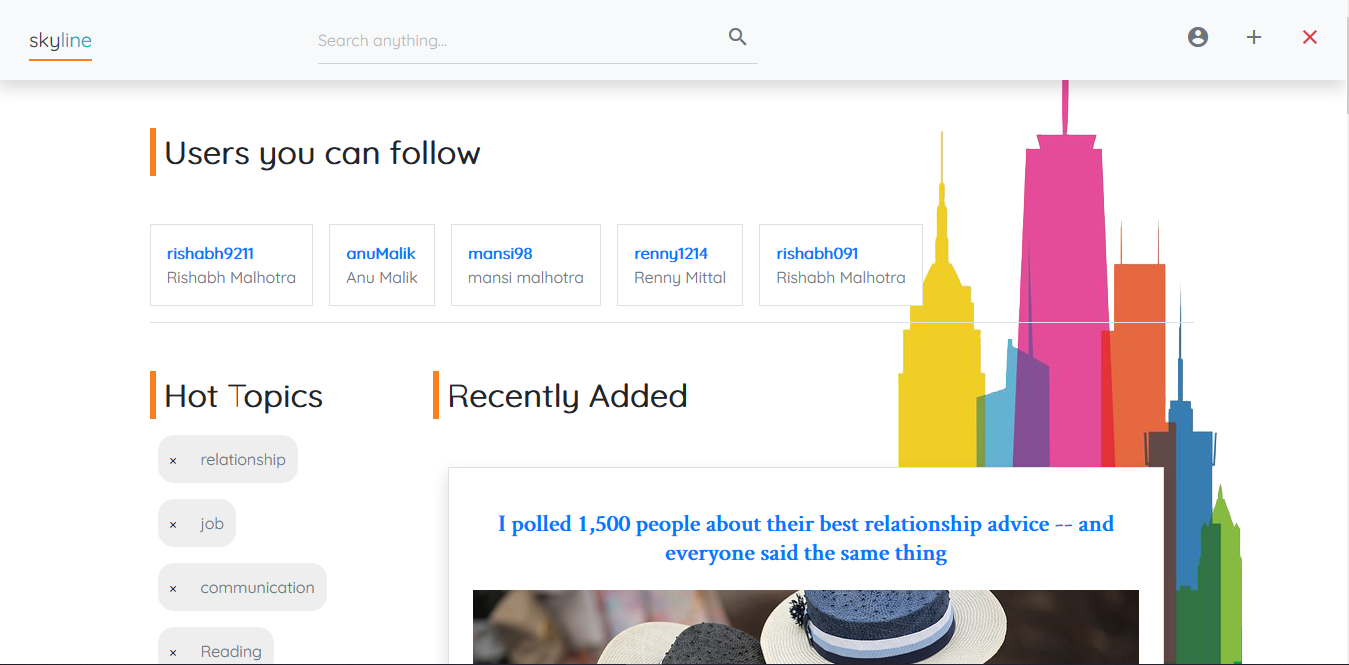 skyline
Search anything...
Users you can follow
rishabh9211
Rishabh Malhotra
anuMalik
Anu Malik
mansi98
mansi malhotra
renny1214
Renny Mittal
rishabh091
Rishabh Malhotra
Hot Topics
× relationship
× job
× communication
× Reading
Recently Added
I polled 1,500 people about their best relationship advice -- and
everyone said the same thing